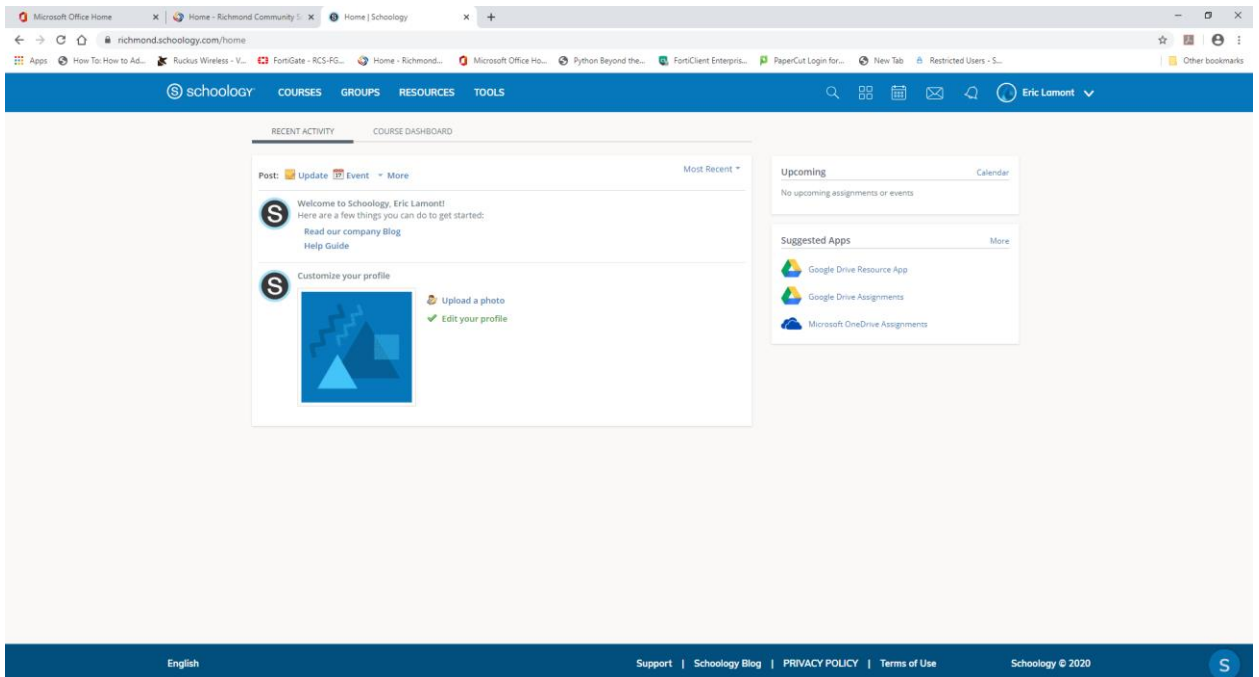 Microsoft Office Home
Home - Richmond Community S
Home | Schoology
richmond.schoology.com/home
Apps How To: How to Ad... Ruckus Wireless - V... FortiGate - RCS-FG... Home - Richmond... Microsoft Office Ho... Python Beyond the... FortiClient Enterpris... PaperCut Login for... New Tab Restricted Users - S... Other bookmarks
S schoology COURSES GROUPS RESOURCES TOOLS Eric Lamont
RECENT ACTIVITY COURSE DASHBOARD
Post: Update Event More Most Recent
Welcome to Schoology, Eric Lamont!
Here are a few things you can do to get started:
Read our company Blog
Help Guide
Customize your profile
Upload a photo
Edit your profile
Upcoming Calendar
No upcoming assignments or events
Suggested Apps More
Google Drive Resource App
Google Drive Assignments
Microsoft OneDrive Assignments
English Support | Schoology Blog | PRIVACY POLICY | Terms of Use Schoology © 2020 S